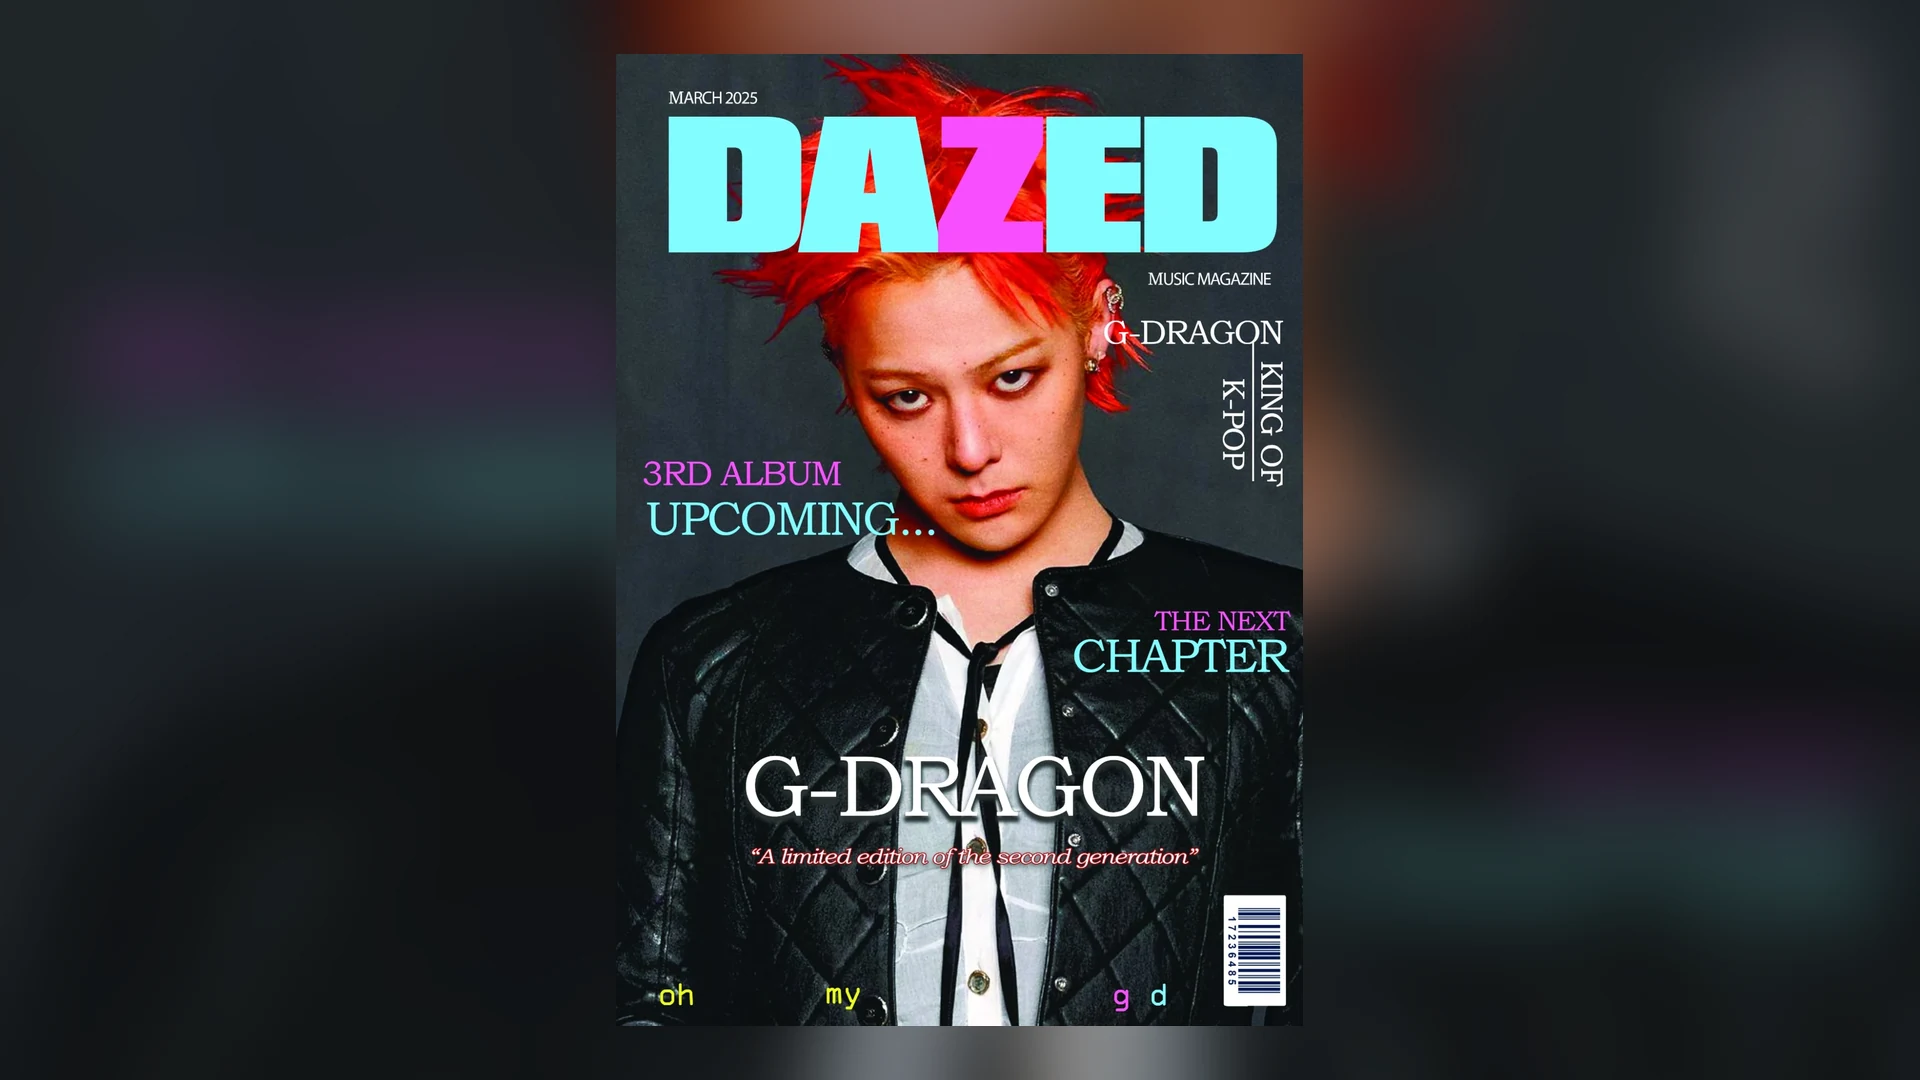 MARCH 2025
DAZED
MUSIC MAGAZINE
G-DRAGON
KING OF
K-POP
3RD ALBUM
UPCOMING...
THE NEXT
CHAPTER
G-DRAGON
“A limited edition of the second generation”
17236485
oh my g d